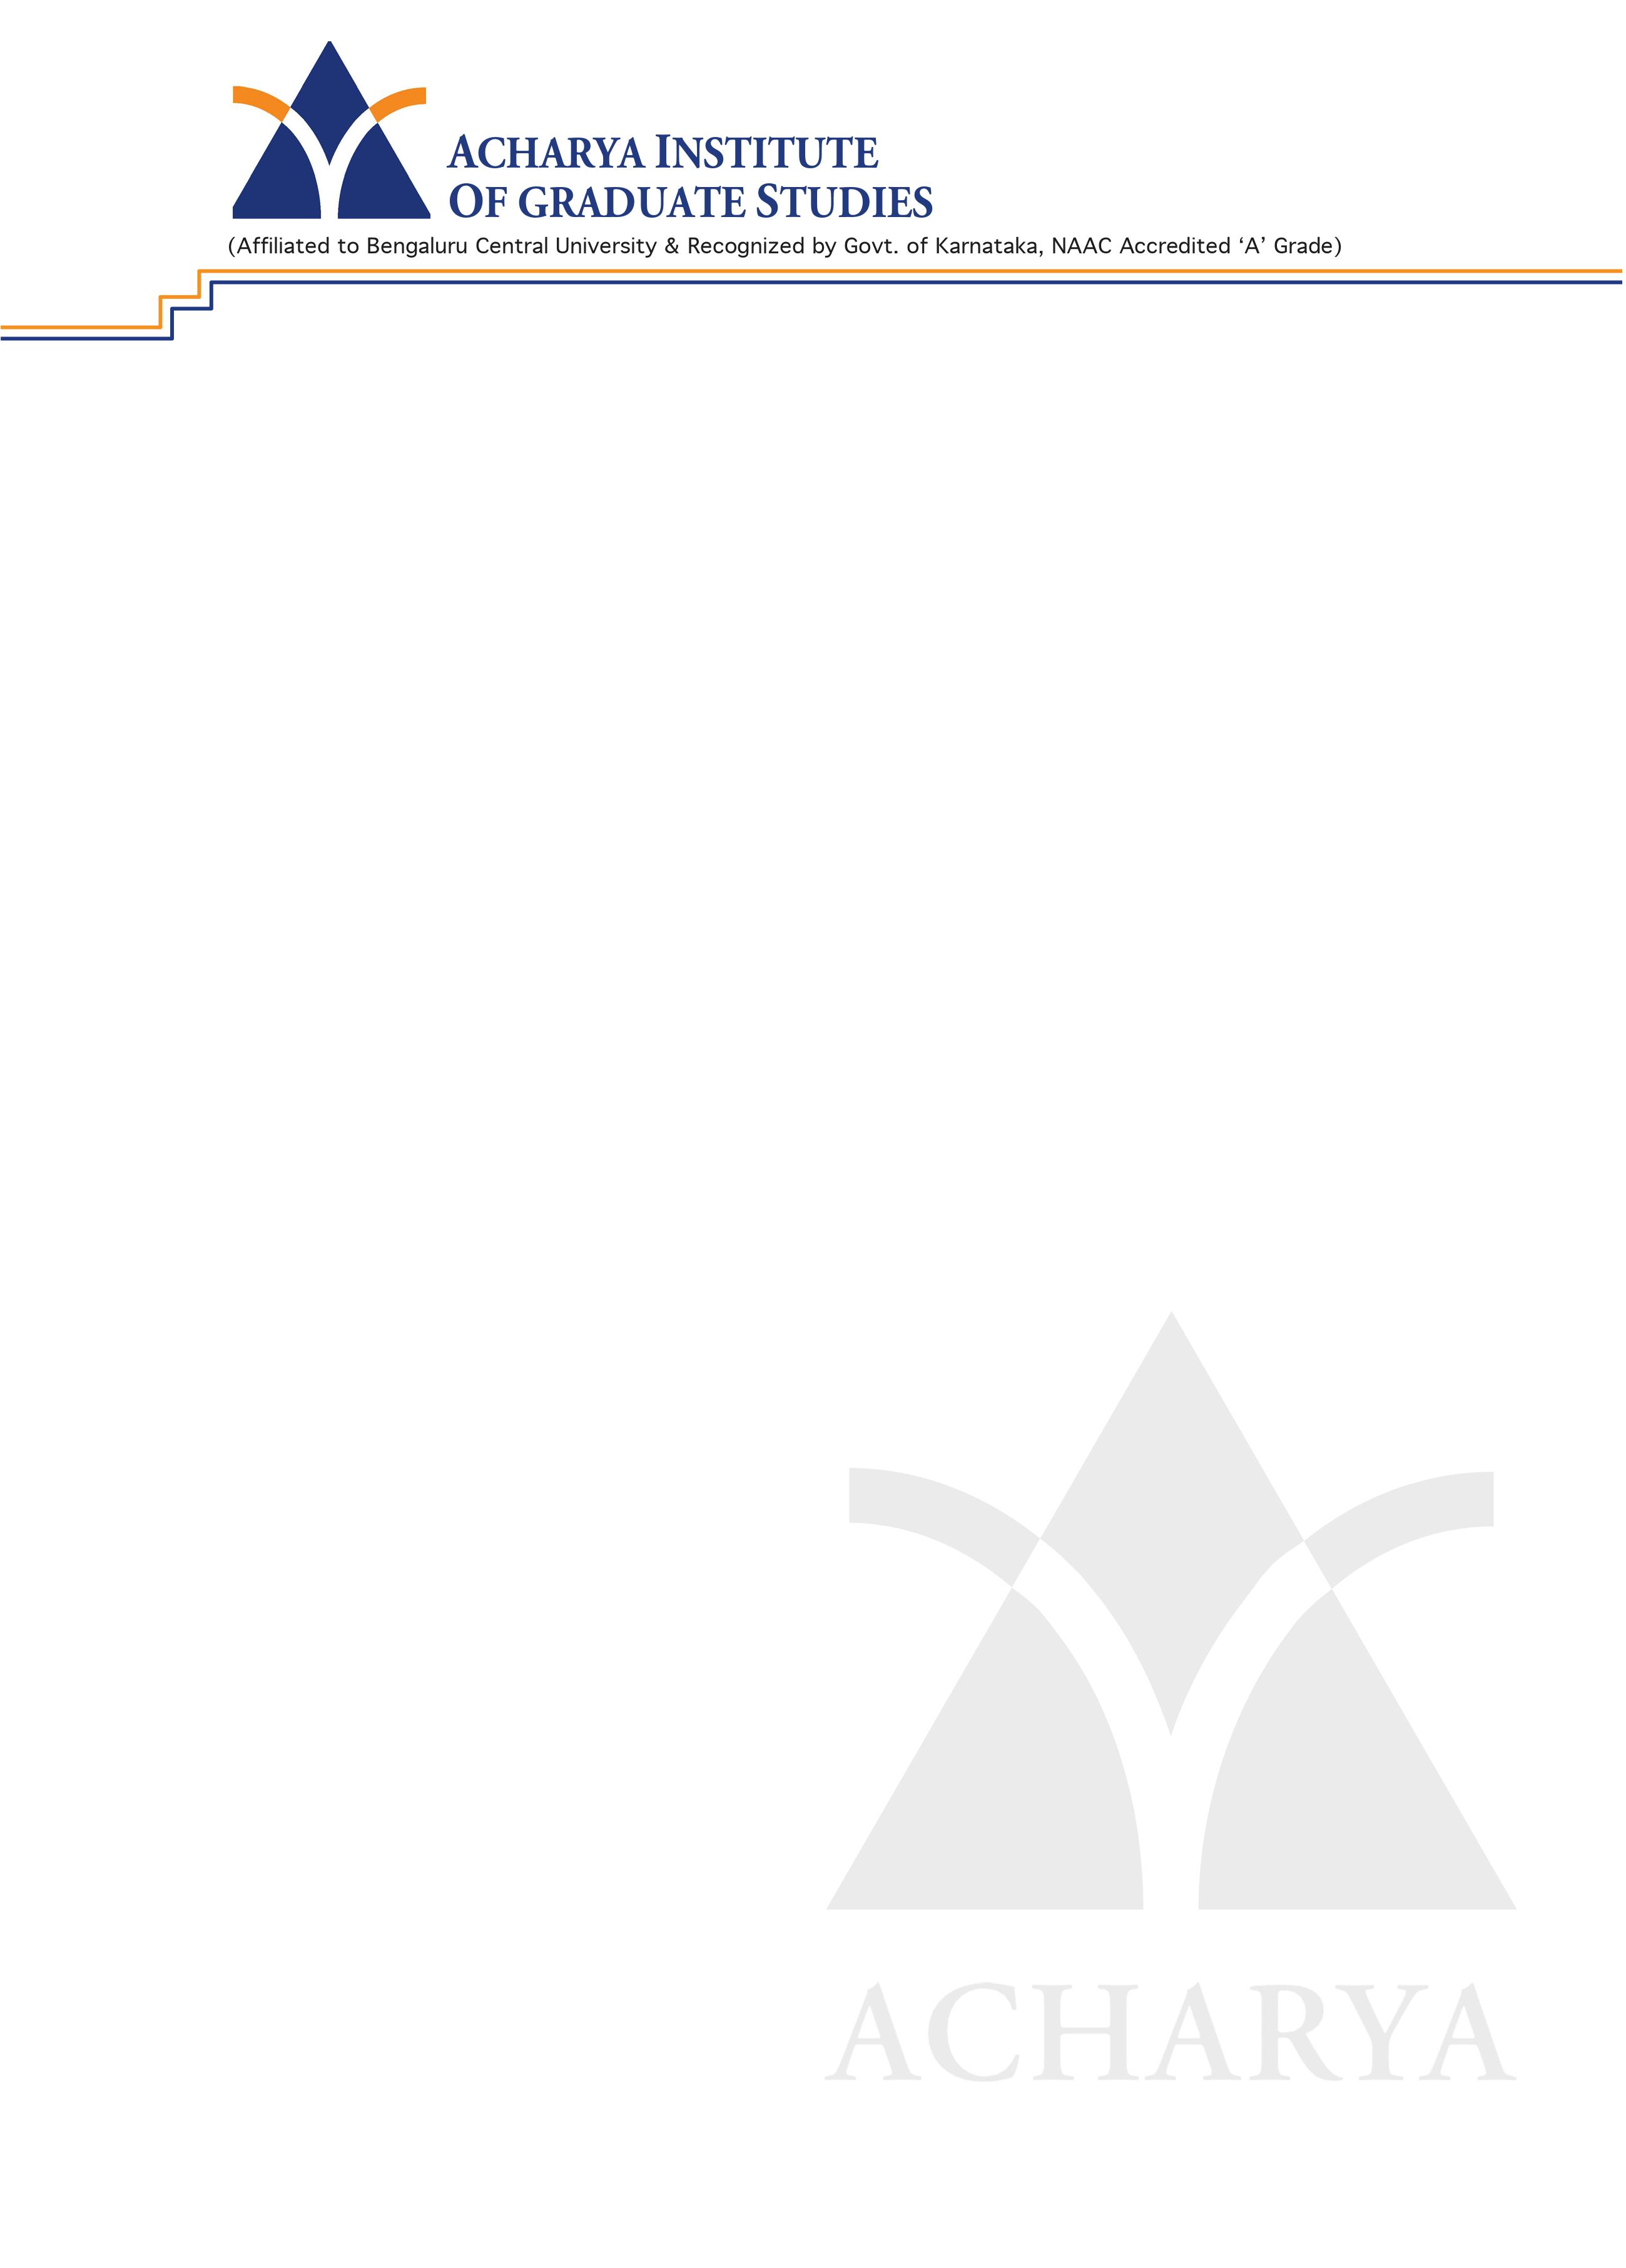 ACHARYA INSTITUTE
OF GRADUATE STUDIES
(Affiliated to Bengaluru Central University & Recognized by Govt. of Karnataka, NAAC Accredited ‘A’ Grade)
ACHARYA